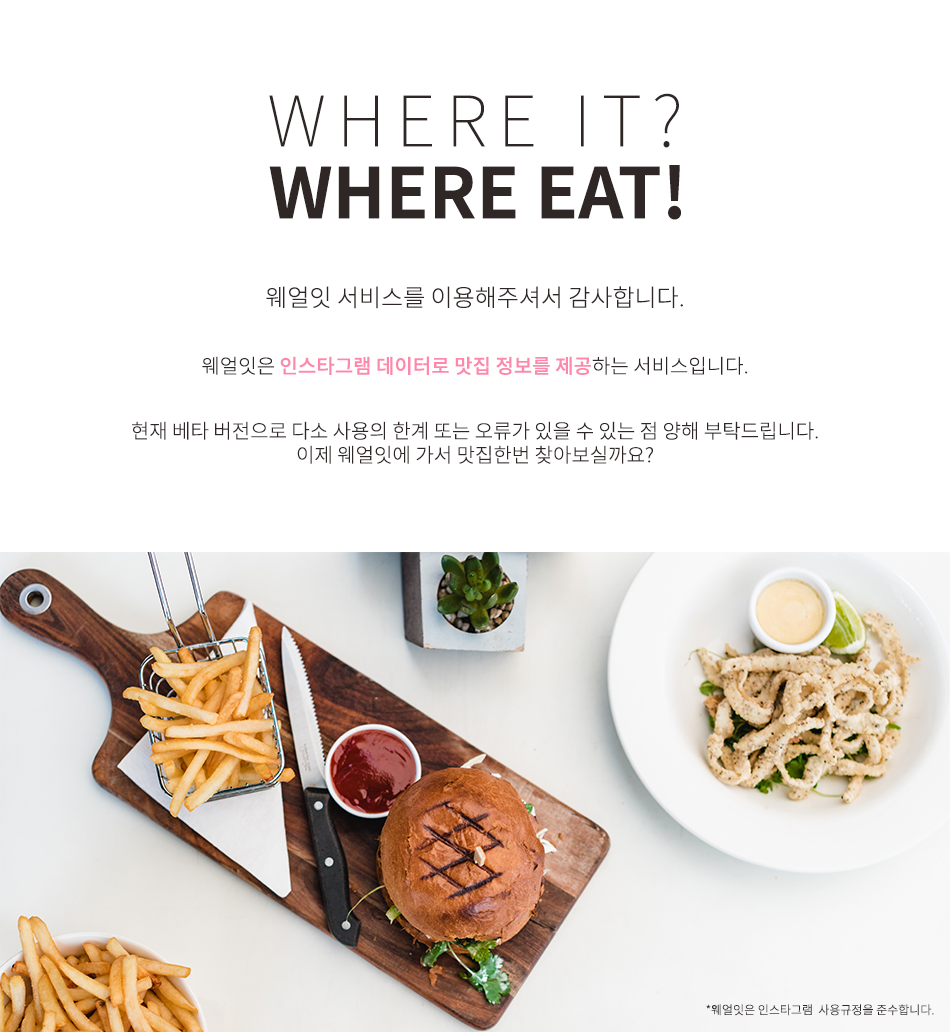 WHERE IT?
WHERE EAT!
웨얼잇 서비스를 이용해주셔서 감사합니다.
웨얼잇은 인스타그램 데이터로 맛집 정보를 제공하는 서비스입니다.
현재 베타 버전으로 다소 사용의 한계 또는 오류가 있을 수 있는 점 양해 부탁드립니다.
이제 웨얼잇에 가서 맛집한번 찾아보실까요?
*웨얼잇은 인스타그램 사용규정을 준수합니다.